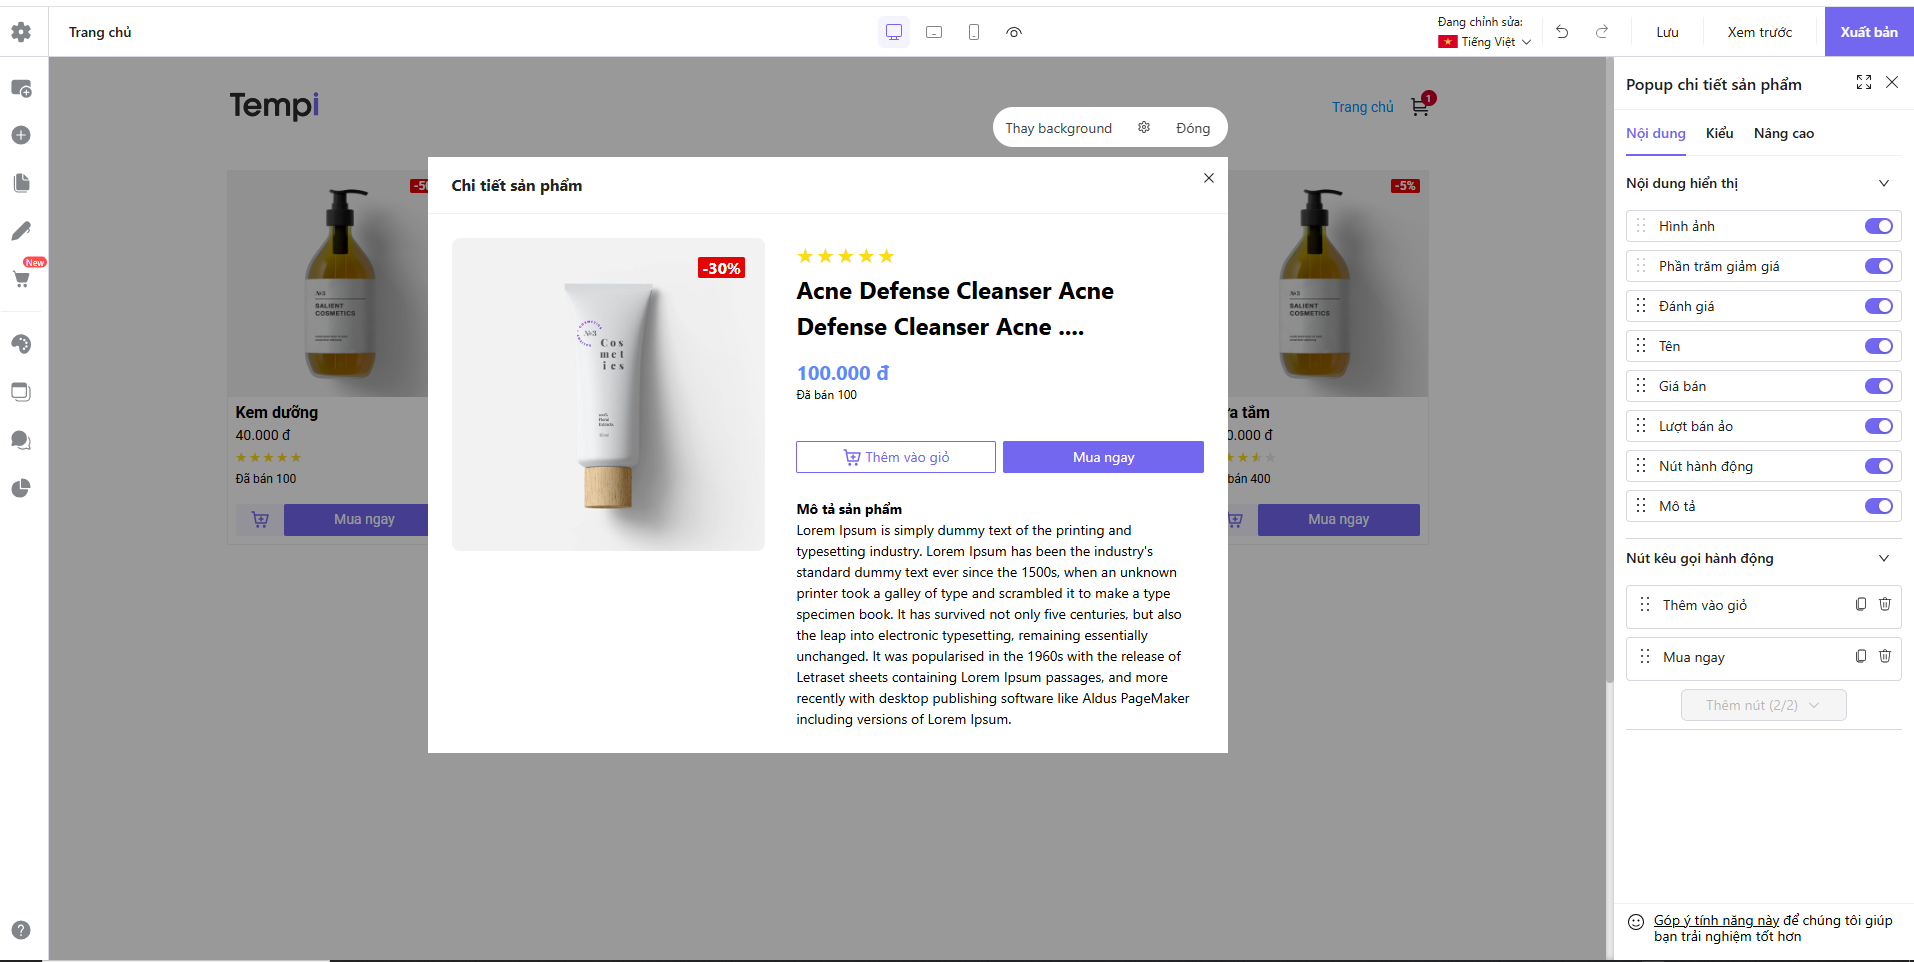 Trang chủ
Đang chỉnh sửa:
Tiếng Việt
Lưu
Xem trước
Xuất bản
New
Tempi
Trang chủ
1
Thay background
Đóng
Chi tiết sản phẩm
-30%
Cos
met
ics
Acne Defense Cleanser Acne
Defense Cleanser Acne ....
100.000 đ
Đã bán 100
Thêm vào giỏ
Mua ngay
Mô tả sản phẩm
Lorem Ipsum is simply dummy text of the printing and
typesetting industry. Lorem Ipsum has been the industry's
standard dummy text ever since the 1500s, when an unknown
printer took a galley of type and scrambled it to make a type
specimen book. It has survived not only five centuries, but also
the leap into electronic typesetting, remaining essentially
unchanged. It was popularised in the 1960s with the release of
Letraset sheets containing Lorem Ipsum passages, and more
recently with desktop publishing software like Aldus PageMaker
including versions of Lorem Ipsum.
SALIENT
COSMETICS
Kem dưỡng
40.000 đ
Đã bán 100
Mua ngay
-5%
SALIENT
COSMETICS
tắm
bán 400
Mua ngay
Popup chi tiết sản phẩm
Nội dung
Kiểu
Nâng cao
Nội dung hiển thị
Hình ảnh
Phần trăm giảm giá
Đánh giá
Tên
Giá bán
Lượt bán ảo
Nút hành động
Mô tả
Nút kêu gọi hành động
Thêm vào giỏ
Mua ngay
Thêm nút (2/2)
Góp ý tính năng này để chúng tôi giúp
bạn trải nghiệm tốt hơn